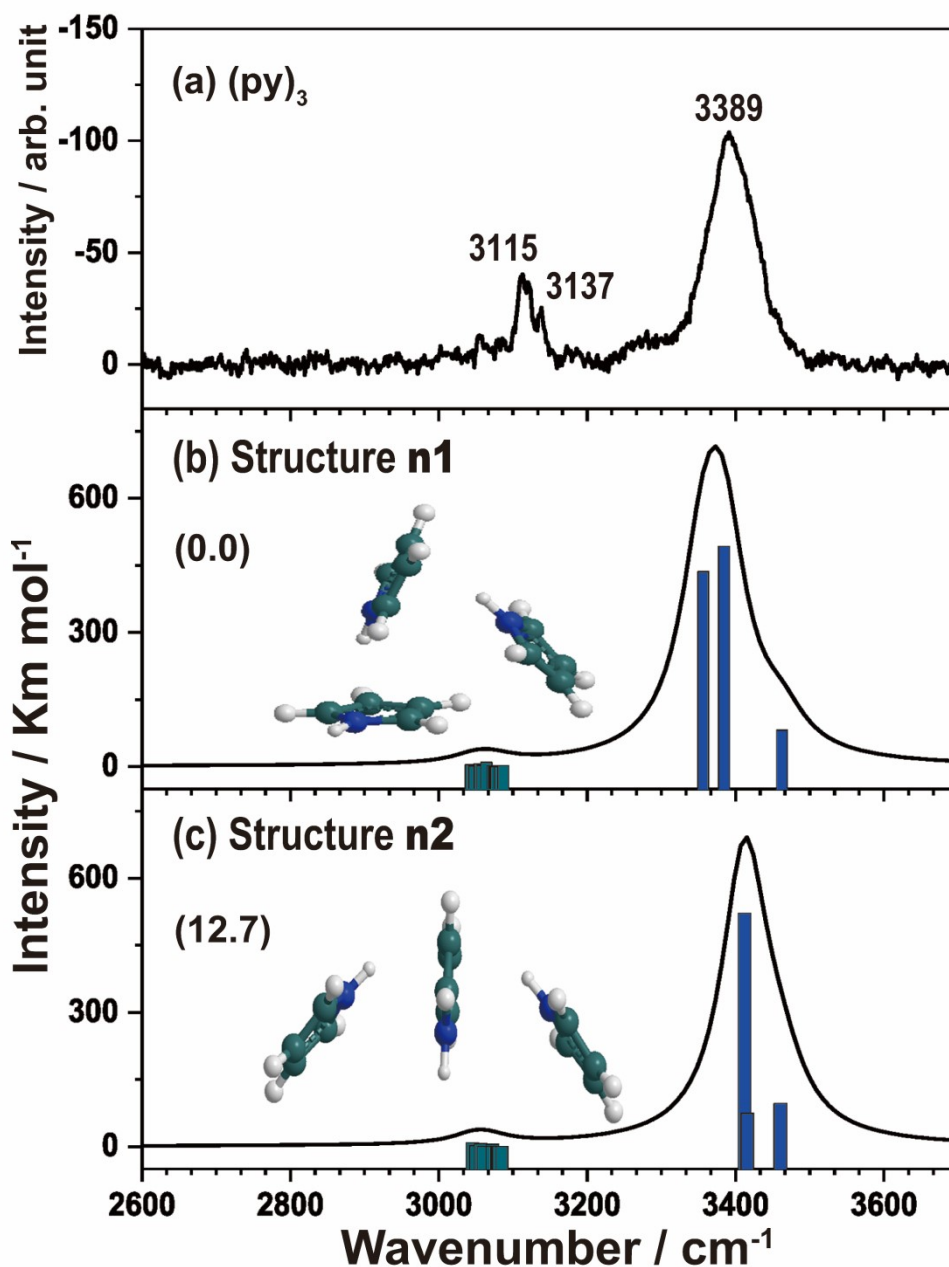 Intensity / arb. unit
-150
-100
-50
0
(a) (py)₃
3115
3137
3389
Intensity / Km mol⁻¹
600
300
0
(b) Structure n1
(0.0)
600
300
0
(c) Structure n2
(12.7)
2600 2800 3000 3200 3400 3600
Wavenumber / cm⁻¹